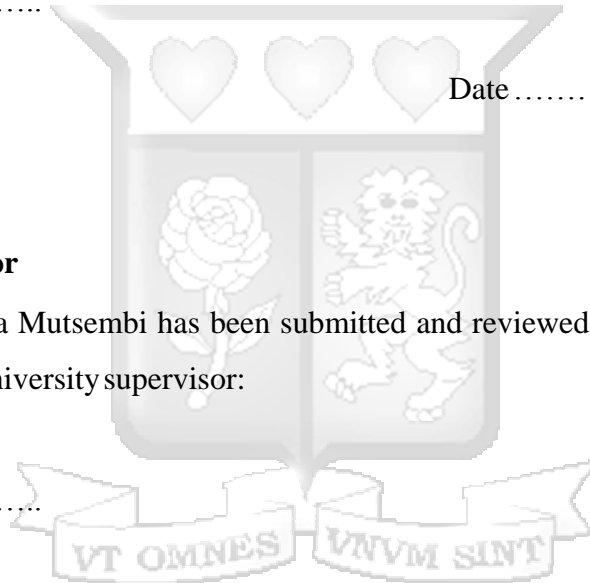 …..
Date …….
or
a Mutsembi has been submitted and reviewed
niversity supervisor:
…..
VT OMNES VNVM SINT